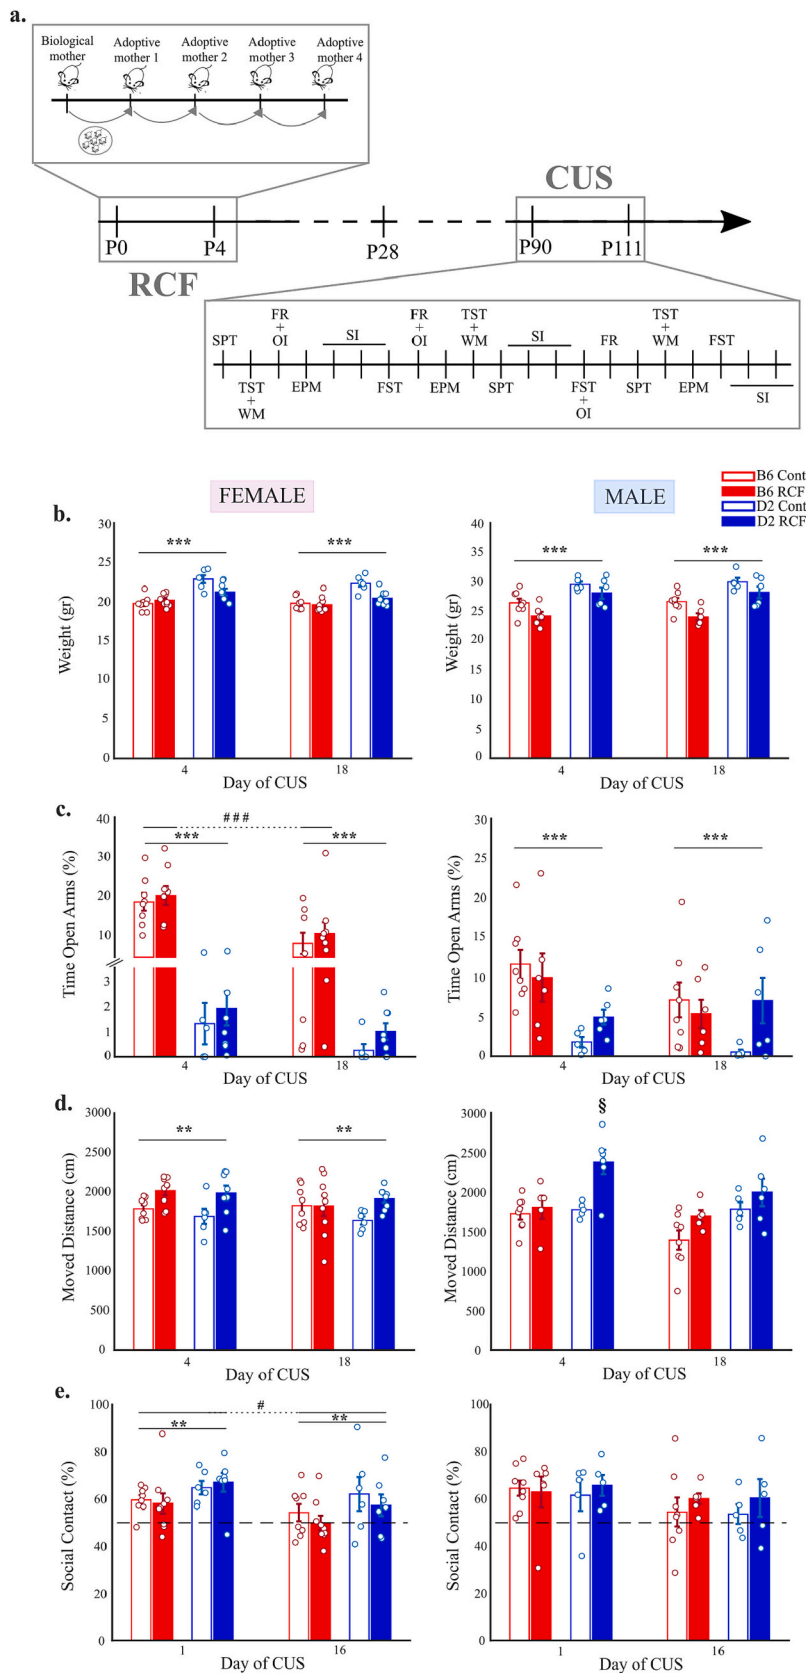 a.
Biological mother
Adoptive mother 1
Adoptive mother 2
Adoptive mother 3
Adoptive mother 4
CUS
P0
P4
P28
P90
P111
RCF
FR + OI
FR + OI
TST + WM
TST + WM
SPT
SI
SI
FR
FST
TST + WM
EPM
FST
EPM
SPT
FST + OI
SPT
EPM
SI
FEMALE
MALE
B6 Cont
B6 RCF
D2 Cont
D2 RCF
b.
Weight (gr)
30
25
20
15
10
5
0
***
***
4
18
Day of CUS
Weight (gr)
40
35
30
25
20
15
10
5
0
***
***
4
18
Day of CUS
c.
Time Open Arms (%)
40
30
20
10
3
2
1
0
###
***
***
4
18
Day of CUS
Time Open Arms (%)
30
25
20
15
10
5
0
***
***
4
18
Day of CUS
d.
Moved Distance (cm)
3000
2500
2000
1500
1000
500
0
**
**
4
18
Day of CUS
Moved Distance (cm)
3000
2500
2000
1500
1000
500
0
§
4
18
Day of CUS
e.
Social Contact (%)
100
80
60
40
20
0
#
**
**
1
16
Day of CUS
Social Contact (%)
100
80
60
40
20
0
1
16
Day of CUS